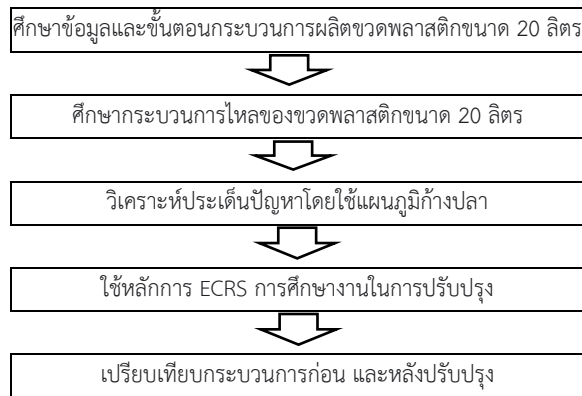 ศึกษาข้อมูลและขั้นตอนกระบวนการผลิตขวดพลาสติกขนาด 20 ลิตร
ศึกษากระบวนการไหลของขวดพลาสติกขนาด 20 ลิตร
วิเคราะห์ประเด็นปัญหาโดยใช้แผนภูมิก้างปลา
ใช้หลักการ ECRS การศึกษางานในการปรับปรุง
เปรียบเทียบกระบวนการก่อน และหลังปรับปรุง